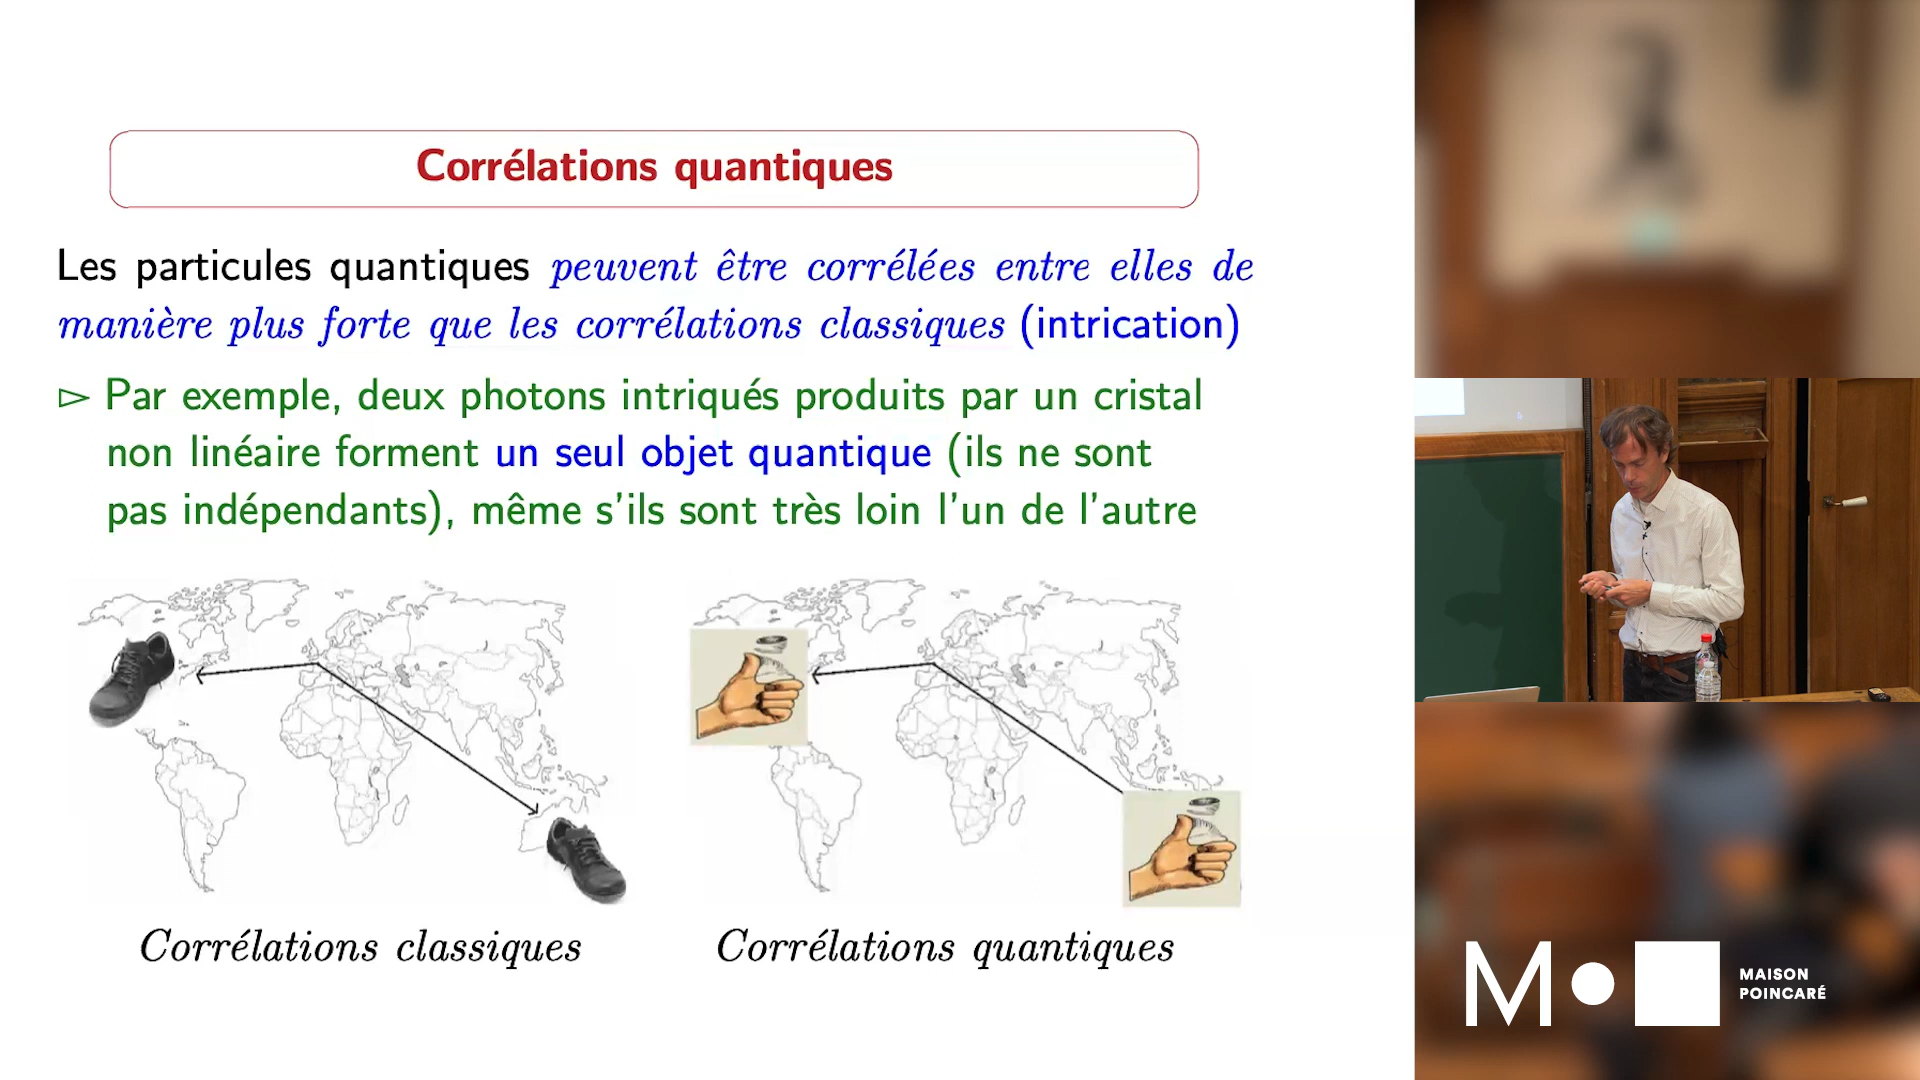 Corrélations quantiques
Les particules quantiques peuvent être corrélées entre elles de
manière plus forte que les corrélations classiques (intrication)
▻ Par exemple, deux photons intriqués produits par un cristal
non linéaire forment un seul objet quantique (ils ne sont
pas indépendants), même s'ils sont très loin l'un de l'autre
Corrélations classiques
Corrélations quantiques
M
MAISON
POINCARÉ